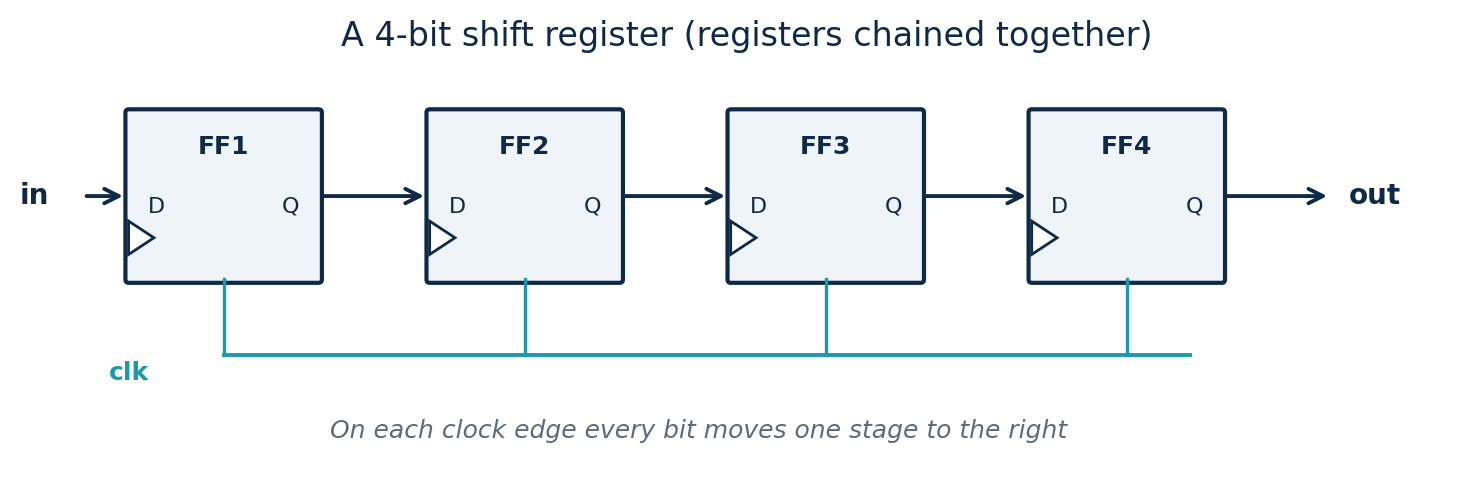 A 4-bit shift register (registers chained together)
FF1 FF2 FF3 FF4
in D Q D Q D Q D Q out
clk
On each clock edge every bit moves one stage to the right